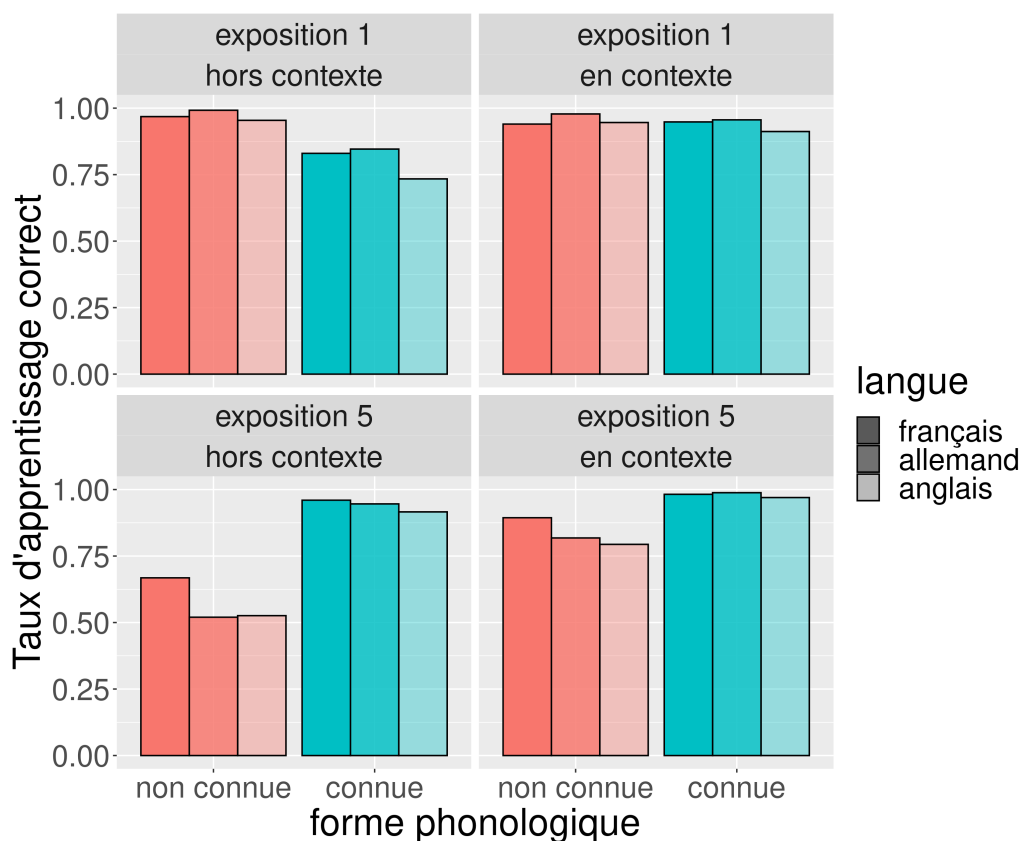 exposition 1
hors contexte
exposition 1
en contexte
1.00
0.75
0.50
0.25
0.00
exposition 5
hors contexte
exposition 5
en contexte
1.00
0.75
0.50
0.25
0.00
non connue
connue
non connue
connue
forme phonologique
Taux d'apprentissage correct
langue
français
allemand
anglais